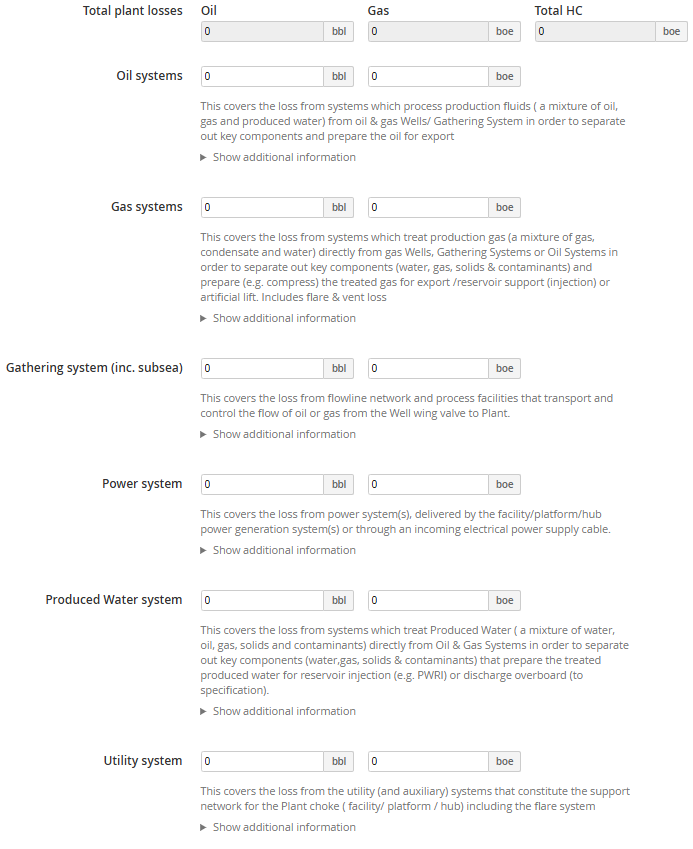 Total plant losses Oil Gas Total HC
0 bbl 0 boe 0 boe
Oil systems 0 bbl 0 boe
This covers the loss from systems which process production fluids ( a mixture of oil,
gas and produced water) from oil & gas Wells/ Gathering System in order to separate
out key components and prepare the oil for export
Show additional information
Gas systems 0 bbl 0 boe
This covers the loss from systems which treat production gas (a mixture of gas,
condensate and water) directly from gas Wells, Gathering Systems or Oil Systems in
order to separate out key components (water, gas, solids & contaminants) and
prepare (e.g. compress) the treated gas for export /reservoir support (injection) or
artificial lift. Includes flare & vent loss
Show additional information
Gathering system (inc. subsea) 0 bbl 0 boe
This covers the loss from flowline network and process facilities that transport and
control the flow of oil or gas from the Well wing valve to Plant.
Show additional information
Power system 0 bbl 0 boe
This covers the loss from power system(s), delivered by the facility/platform/hub
power generation system(s) or through an incoming electrical power supply cable.
Show additional information
Produced Water system 0 bbl 0 boe
This covers the loss from systems which treat Produced Water ( a mixture of water,
oil, gas, solids and contaminants) directly from Oil & Gas Systems in order to separate
out key components (water,gas, solids & contaminants) that prepare the treated
produced water for reservoir injection (e.g. PWRI) or discharge overboard (to
specification).
Show additional information
Utility system 0 bbl 0 boe
This covers the loss from the utility (and auxiliary) systems that constitute the support
network for the Plant choke ( facility/ platform / hub) including the flare system
Show additional information